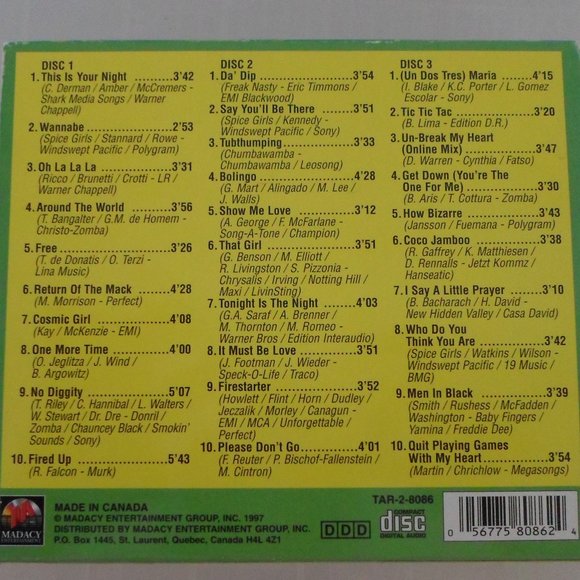 DISC 1
1. This Is Your Night ........3'42
(C. Derman / Amber / McCremers -
Shark Media Songs / Warner
Chappell)
2. Wannabe ......................2'53
(Spice Girls / Stannard / Rowe -
Windswept Pacific / Polygram)
3. Oh La La La .................3'31
(Ricco / Brunetti / Crotti - LR /
Warner Chappell)
4. Around The World .........3'56
(T. Bangalter / G.M. de Homem -
Christo-Zomba)
5. Free .............................3'26
(T. de Donatis / O. Terzi -
Lina Music)
6. Return Of The Mack .....4'28
(M. Morrison - Perfect)
7. Cosmic Girl ..................4'08
(Kay / McKenzie - EMI)
8. One More Time .............4'00
(O. Jeglitza / J. Wind /
B. Argowitz)
9. No Diggity ....................5'07
(T. Riley / C. Hannibal / L. Walters /
W. Stewart / Dr. Dre - Donril /
Zomba / Chauncey Black / Smokin'
Sounds / Sony)
10. Fired Up ......................5'43
(R. Falcon - Murk)
DISC 2
1. Da' Dip .........................3'54
(Freak Nasty - Eric Timmons /
EMI Blackwood)
2. Say You'll Be There .......3'51
(Spice Girls / Kennedy -
Windswept Pacific / Sony)
3. Tubthumping .................3'33
(Chumbawamba -
Chumbawamba / Leosong)
4. Bolingo ........................4'28
(G. Mart / Alingado / M. Lee /
J. Walls)
5. Show Me Love ..............3'12
(A. George / F. McFarlane -
Song-A-Tone / Champion)
6. That Girl ......................3'51
(G. Benson / M. Elliott /
R. Livingston / S. Pizzonia -
Chrysalis / Irving / Notting Hill /
Maxi / LivinSting)
7. Tonight Is The Night .....4'03
(G.A. Saraf / A. Brenner /
M. Thornton / M. Romeo -
Warner Bros / Edition Interaudio)
8. It Must Be Love ............3'51
(J. Footman / J. Wieder -
Speck-O-Life / Traco)
9. Firestarter ....................3'52
(Howlett / Flint / Horn / Dudley /
Jeczalik / Morley / Canagun -
EMI / MCA / Unforgettable /
Perfect)
10. Please Don't Go ..........4'01
(F. Reuter / P. Bischof-Fallenstein /
M. Cintron)
DISC 3
1. (Un Dos Tres) Maria ......4'15
(I. Blake / K.C. Porter / L. Gomez
Escolar - Sony)
2. Tic Tic Tac ...................3'20
(B. Lima - Edition D.R.)
3. Un-Break My Heart
(Online Mix) .................3'47
(D. Warren - Cynthia / Fatso)
4. Get Down (You're The
One For Me) ................3'30
(B. Aris / T. Cottura - Zomba)
5. How Bizarre .................3'43
(Jansson / Fuemana - Polygram)
6. Coco Jamboo ...............3'38
(R. Gaffrey / K. Matthiesen /
D. Rennalls - Jetzt Kommz /
Hanseatic)
7. I Say A Little Prayer .....3'10
(B. Bacharach / H. David -
New Hidden Valley / Casa David)
8. Who Do You
Think You Are ..............3'42
(Spice Girls / Watkins / Wilson -
Windswept Pacific / 19 Music /
BMG)
9. Men In Black ................3'39
(Smith / Rushess / McFadden /
Washington - Baby Fingers /
Yamina / Freddie Dee)
10. Quit Playing Games
With My Heart..............3'54
(Martin / Chrichlow - Megasongs)
MADACY
ENTERTAINMENT
MADE IN CANADA
© MADACY ENTERTAINMENT GROUP, INC. 1997
DISTRIBUTED BY MADACY ENTERTAINMENT GROUP, INC.
P.O. Box 1445, St. Laurent, Quebec, Canada H4L 4Z1
DDD
COMPACT
disc
DIGITAL AUDIO
TAR-2-8086
0 56775 80862 4